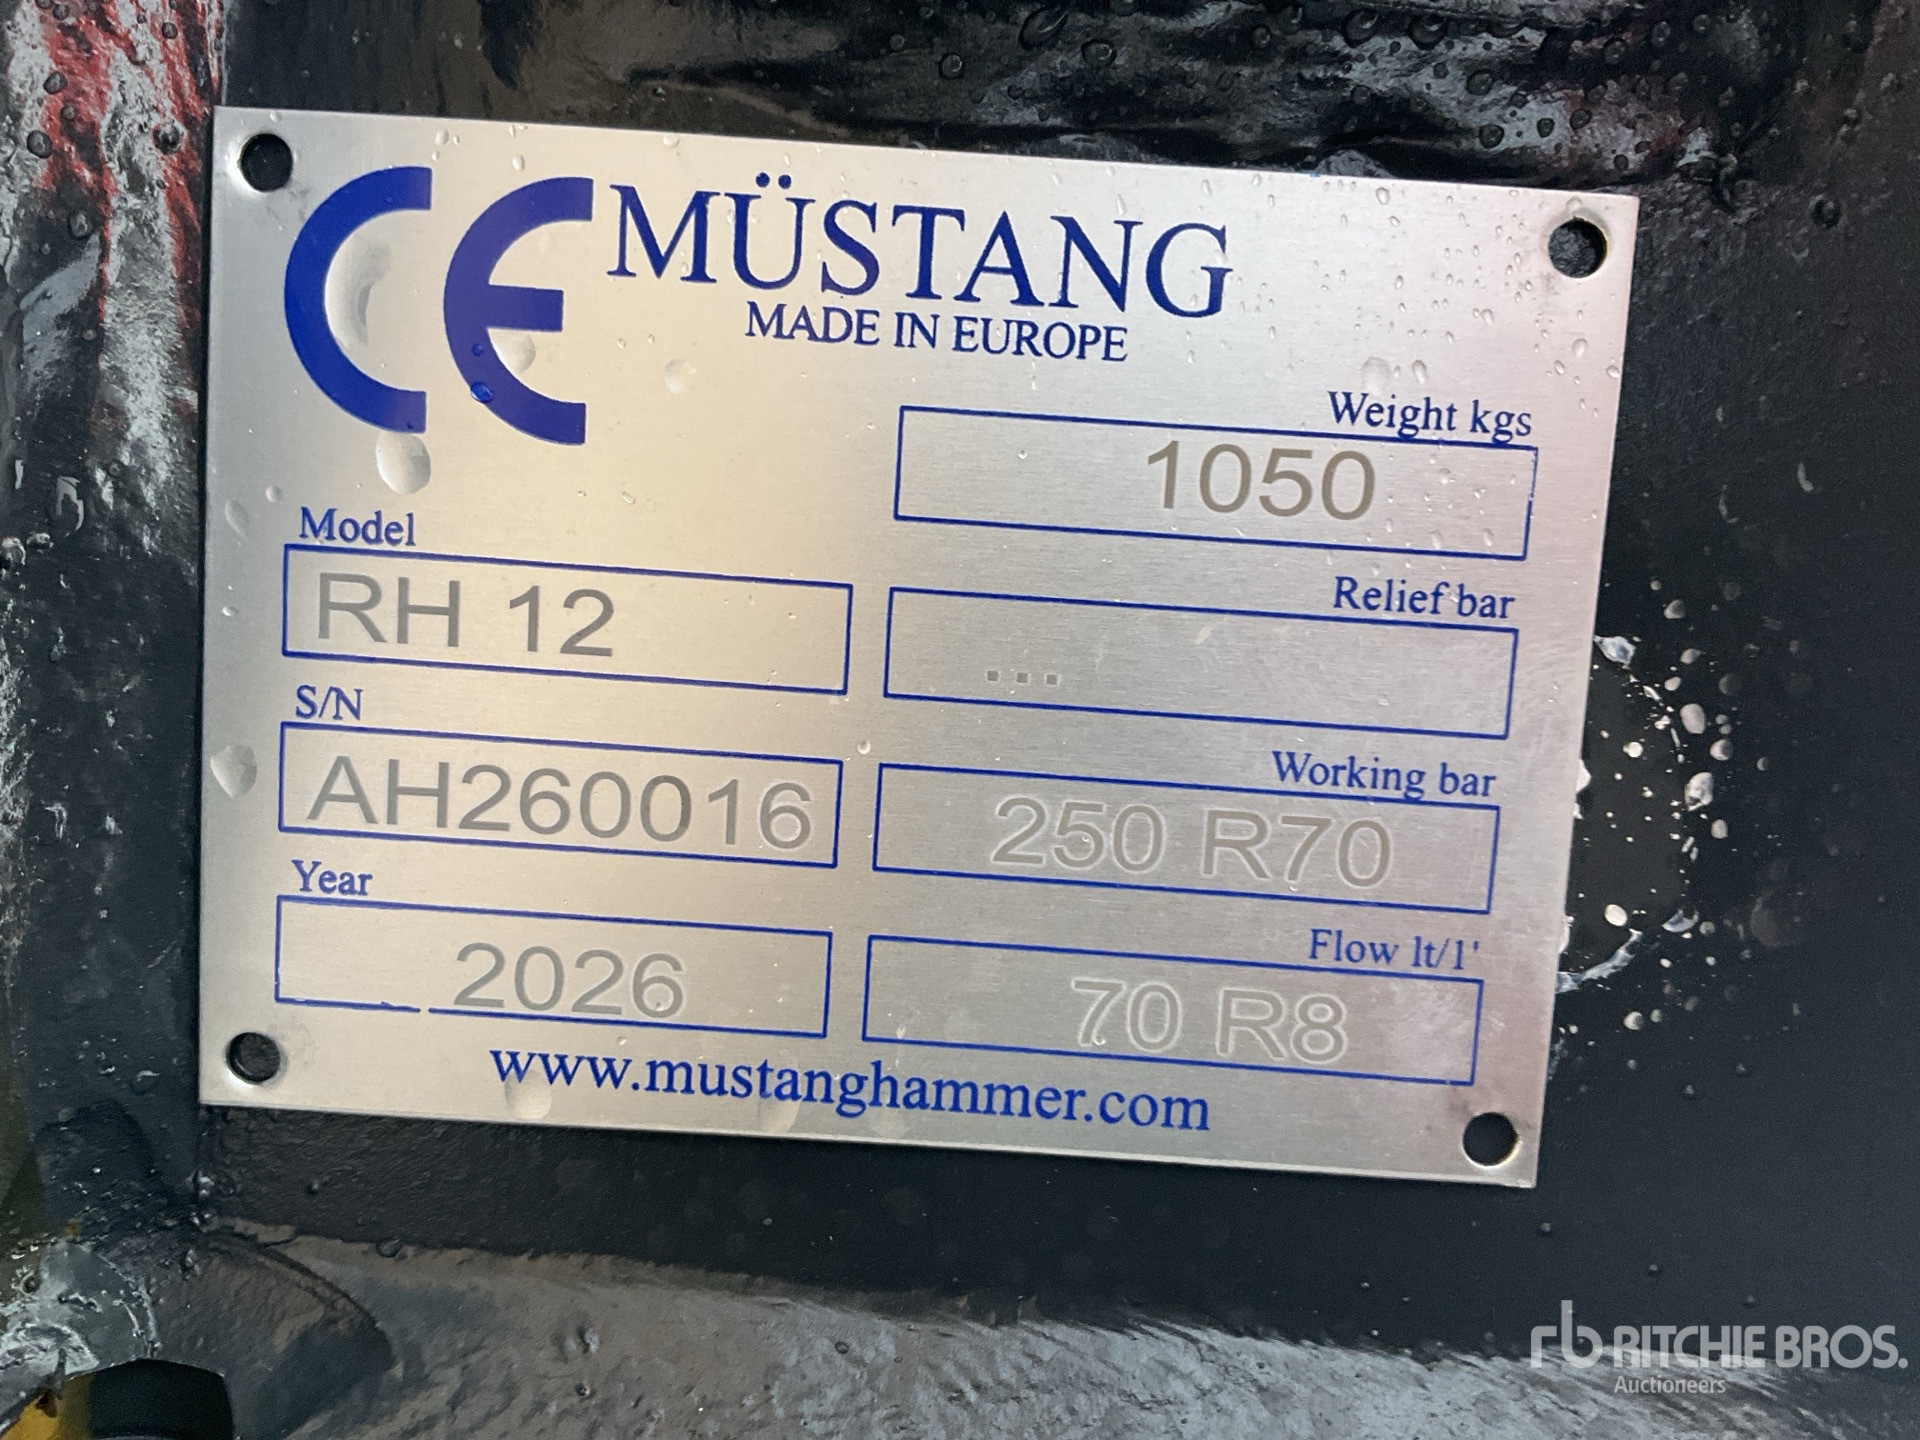 CE MÜSTANG
MADE IN EUROPE
Weight kgs
1050
Model
RH 12
Relief bar
...
S/N
AH260016
Working bar
250 R70
Year
2026
Flow lt/1'
70 R8
www.mustanghammer.com
rb RITCHIE BROS.
Auctioneers